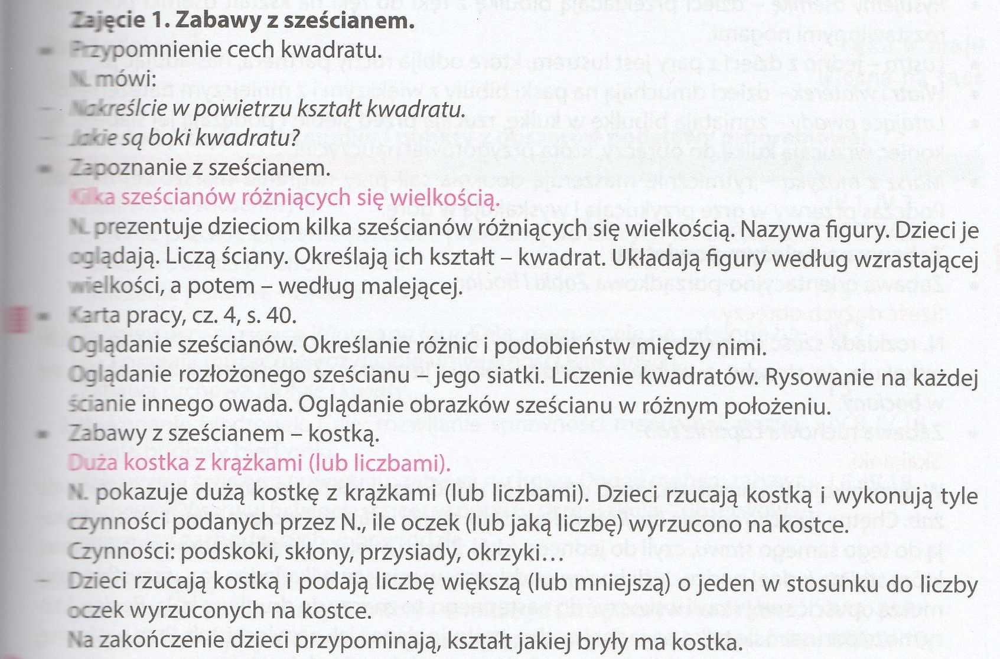 Zajęcie 1. Zabawy z sześcianem.
Przypomnienie cech kwadratu.
N. mówi:
– Nakreślcie w powietrzu kształt kwadratu.
– Jakie są boki kwadratu?
Zapoznanie z sześcianem.
Kilka sześcianów różniących się wielkością.
N. prezentuje dzieciom kilka sześcianów różniących się wielkością. Nazywa figury. Dzieci je
oglądają. Liczą ściany. Określają ich kształt – kwadrat. Układają figury według wzrastającej
wielkości, a potem – według malejącej.
Karta pracy, cz. 4, s. 40.
Oglądanie sześcianów. Określanie różnic i podobieństw między nimi.
Oglądanie rozłożonego sześcianu – jego siatki. Liczenie kwadratów. Rysowanie na każdej
ścianie innego owada. Oglądanie obrazków sześcianu w różnym położeniu.
Zabawy z sześcianem – kostką.
Duża kostka z krążkami (lub liczbami).
N. pokazuje dużą kostkę z krążkami (lub liczbami). Dzieci rzucają kostką i wykonują tyle
czynności podanych przez N., ile oczek (lub jaką liczbę) wyrzucono na kostce.
Czynności: podskoki, skłony, przysiady, okrzyki…
– Dzieci rzucają kostką i podają liczbę większą (lub mniejszą) o jeden w stosunku do liczby
oczek wyrzuconych na kostce.
Na zakończenie dzieci przypominają, kształt jakiej bryły ma kostka.